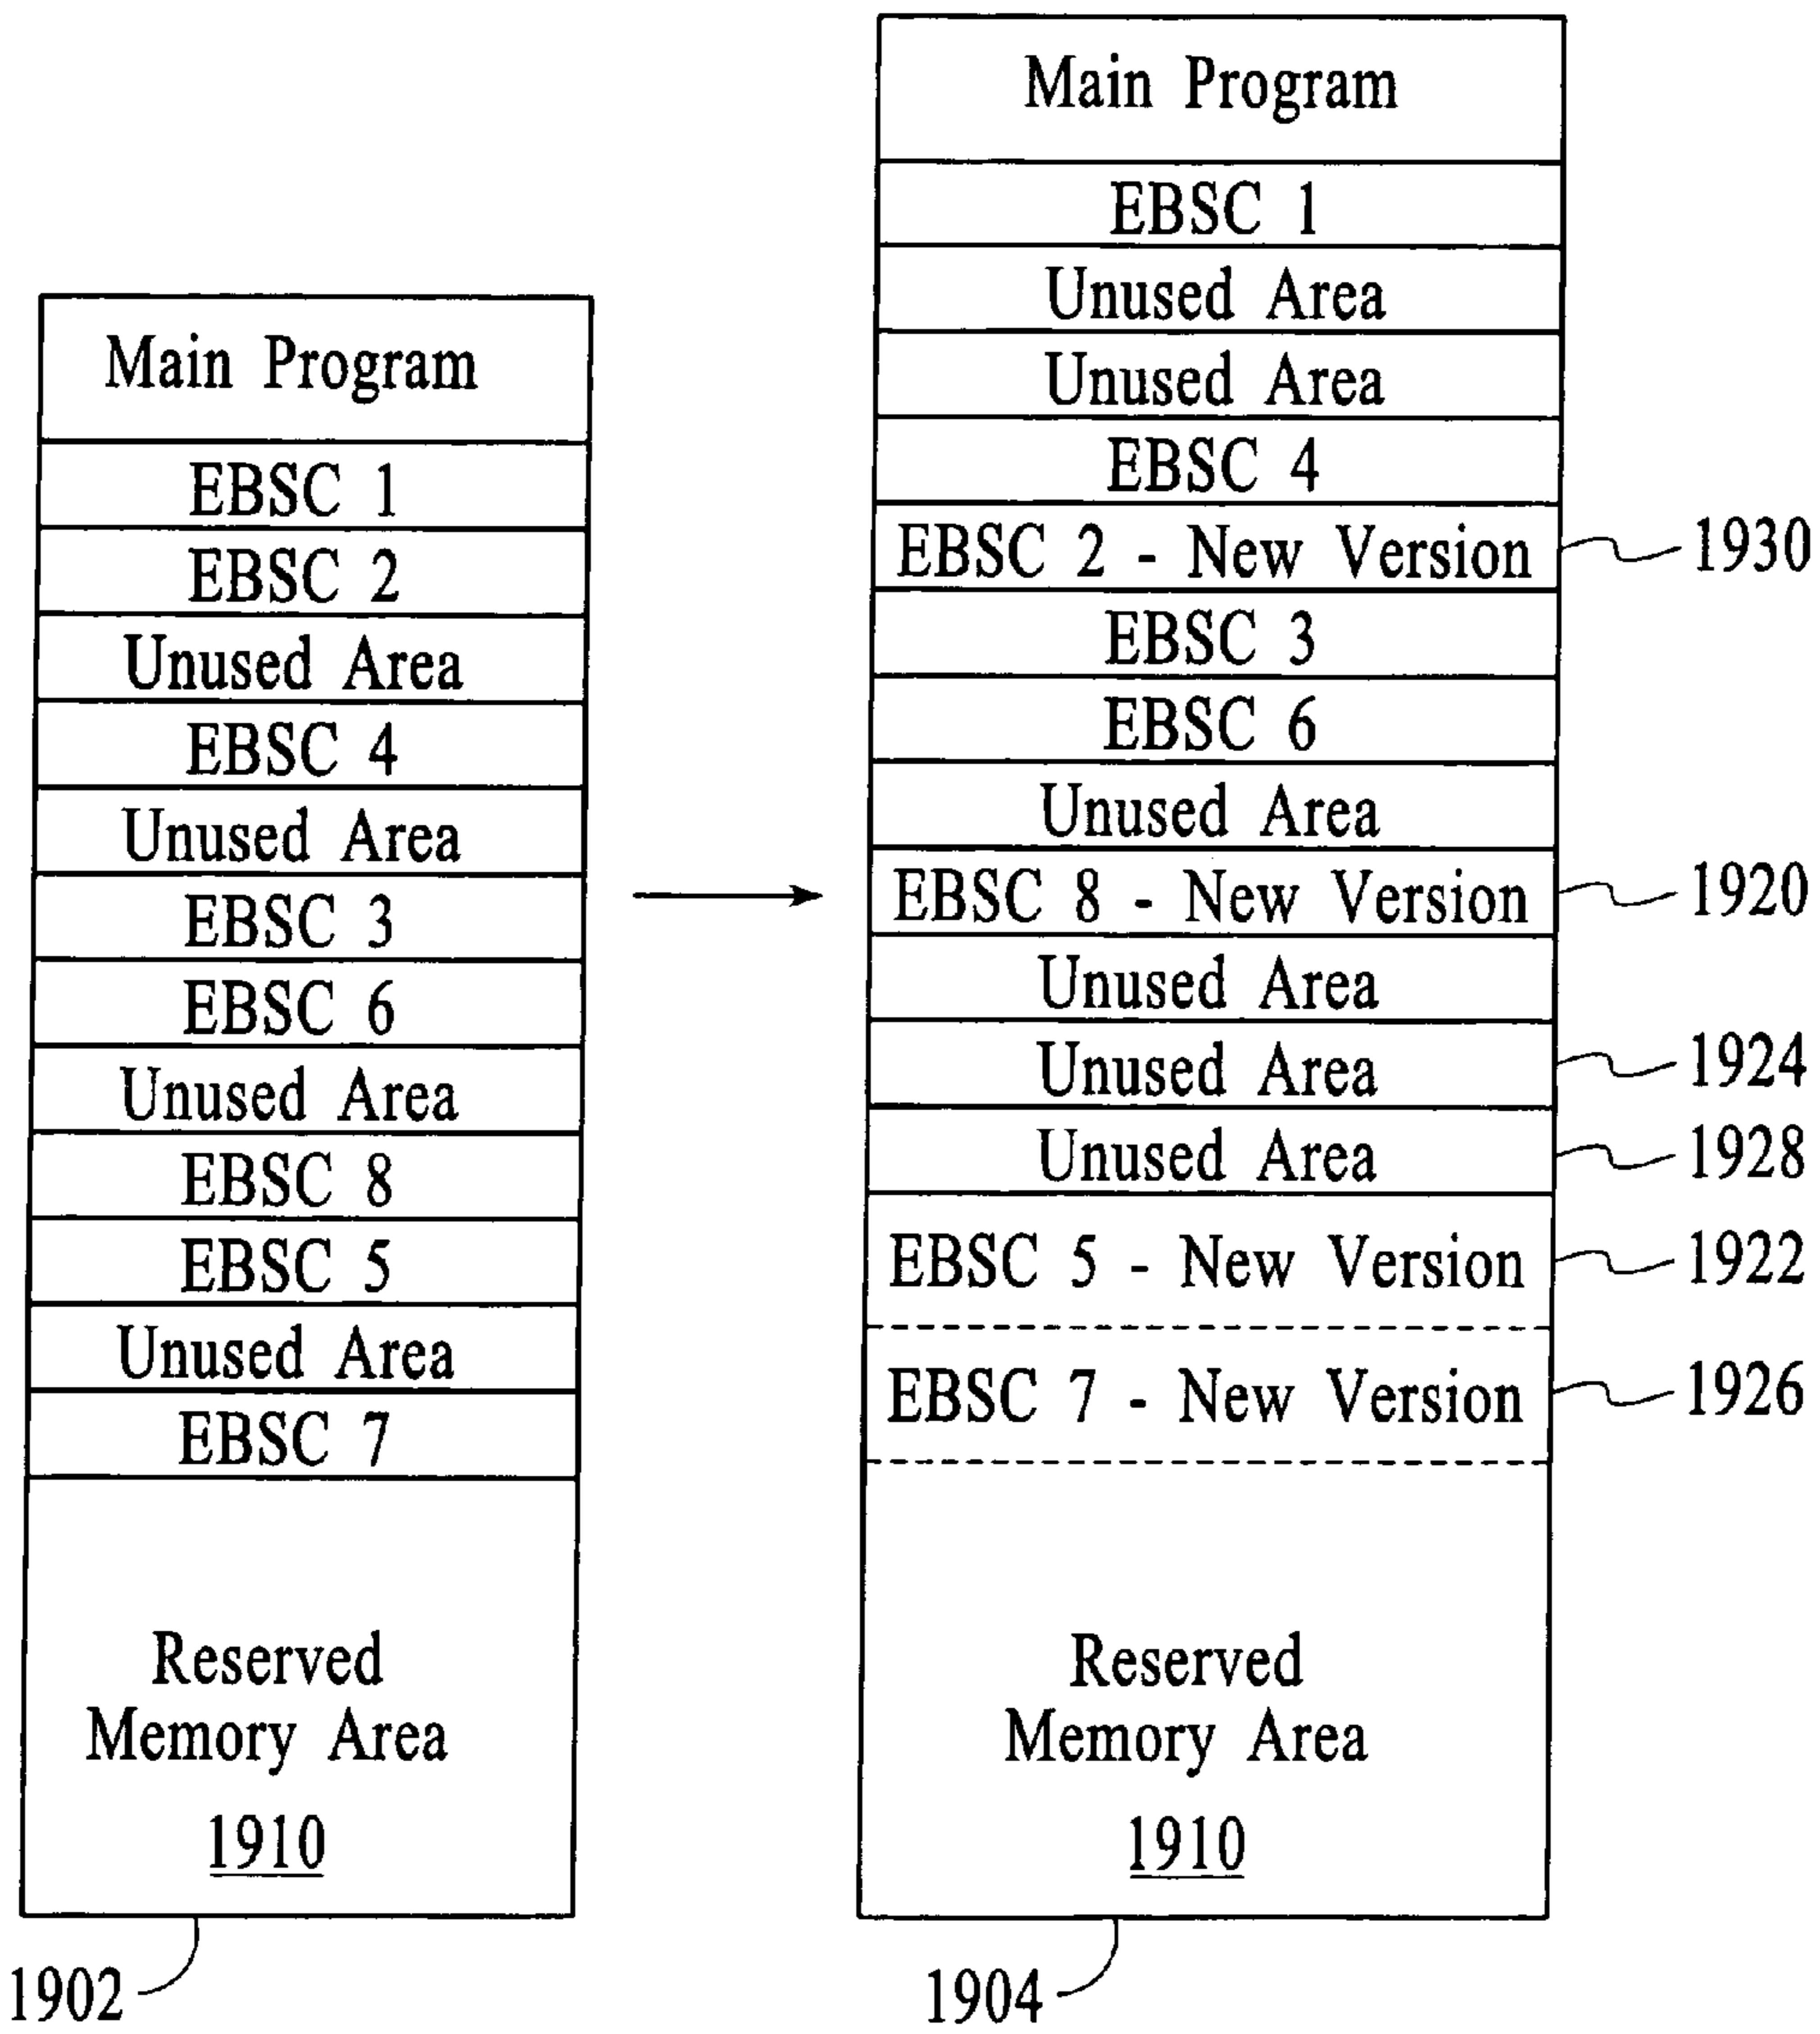 Main Program
EBSC 1
EBSC 2
Unused Area
EBSC 4
Unused Area
EBSC 3
EBSC 6
Unused Area
EBSC 8
EBSC 5
Unused Area
EBSC 7
Reserved
Memory Area
1910
1902
Main Program
EBSC 1
Unused Area
Unused Area
EBSC 4
EBSC 2 - New Version
1930
EBSC 3
EBSC 6
Unused Area
EBSC 8 - New Version
1920
Unused Area
Unused Area
1924
Unused Area
1928
EBSC 5 - New Version
1922
EBSC 7 - New Version
1926
Reserved
Memory Area
1910
1904